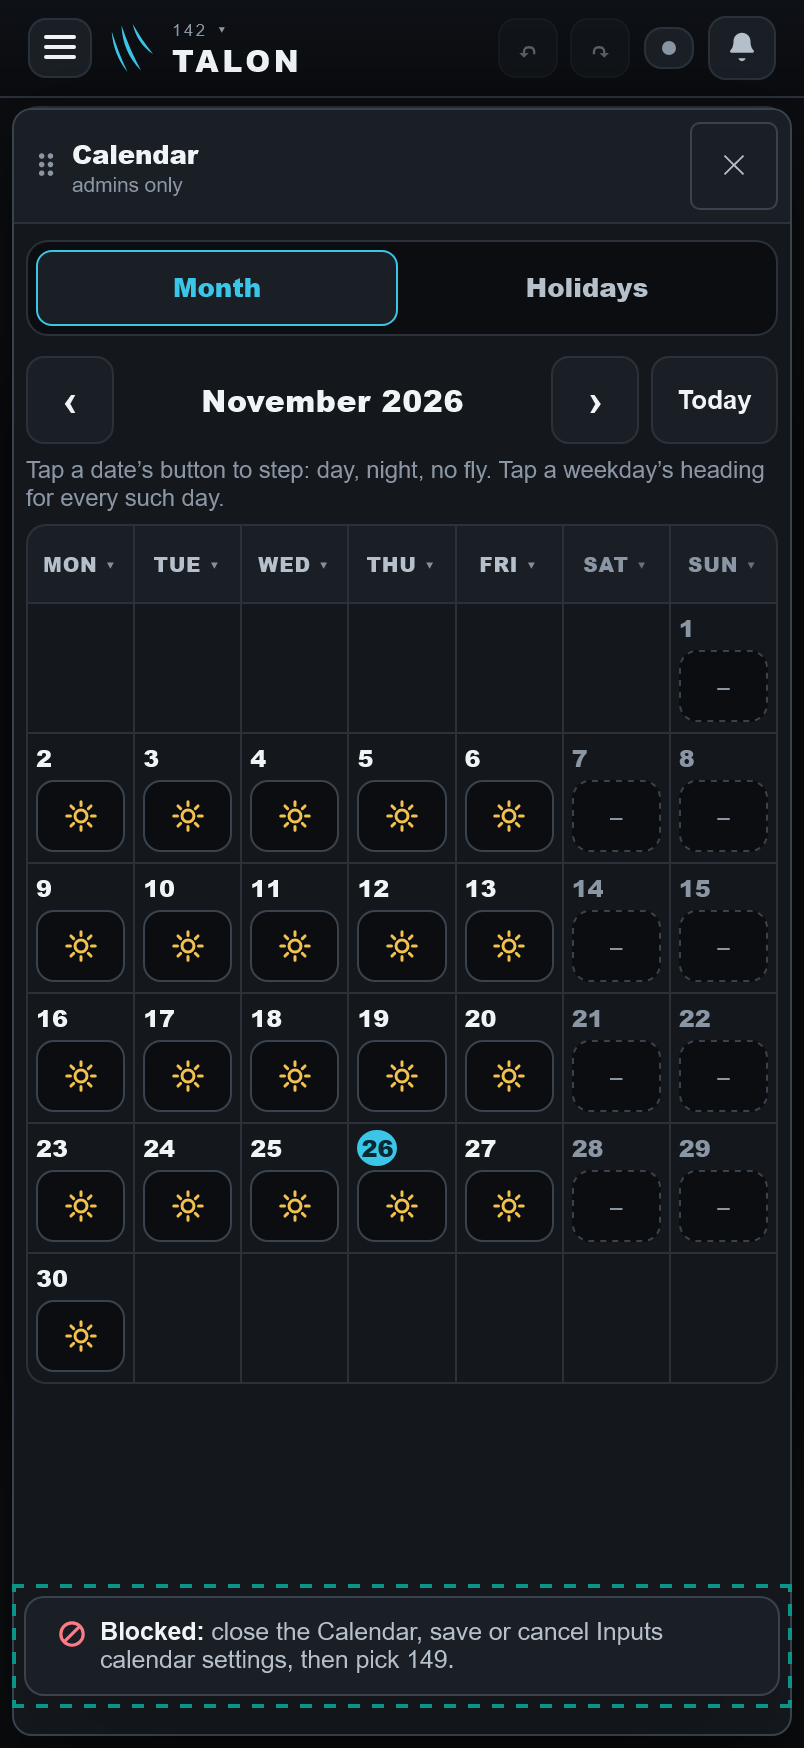 142 ▾
TALON
Calendar
admins only
Month
Holidays
‹
November 2026
›
Today
Tap a date’s button to step: day, night, no fly. Tap a weekday’s heading
for every such day.
MON ▾ TUE ▾ WED ▾ THU ▾ FRI ▾ SAT ▾ SUN ▾
1
–
2 3 4 5 6 7 8
– –
9 10 11 12 13 14 15
– –
16 17 18 19 20 21 22
– –
23 24 25 26 27 28 29
– –
30
Blocked: close the Calendar, save or cancel Inputs
calendar settings, then pick 149.